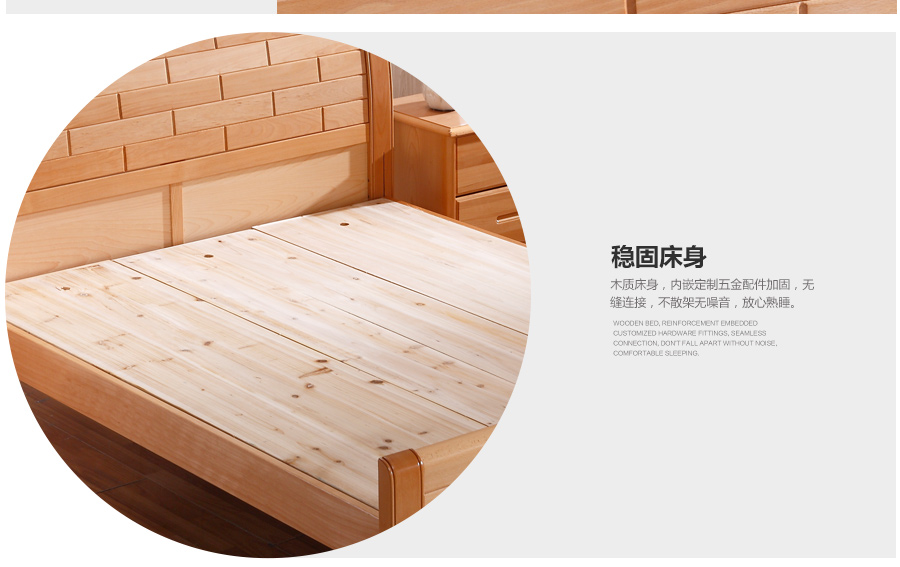 稳固床身
木质床身，内嵌定制五金配件加固，无
缝连接，不散架无噪音，放心熟睡。
WOODEN BED, REINFORCEMENT EMBEDDED
CUSTOMIZED HARDWARE FITTINGS, SEAMLESS
CONNECTION, DON'T FALL APART WITHOUT NOISE,
COMFORTABLE SLEEPING.